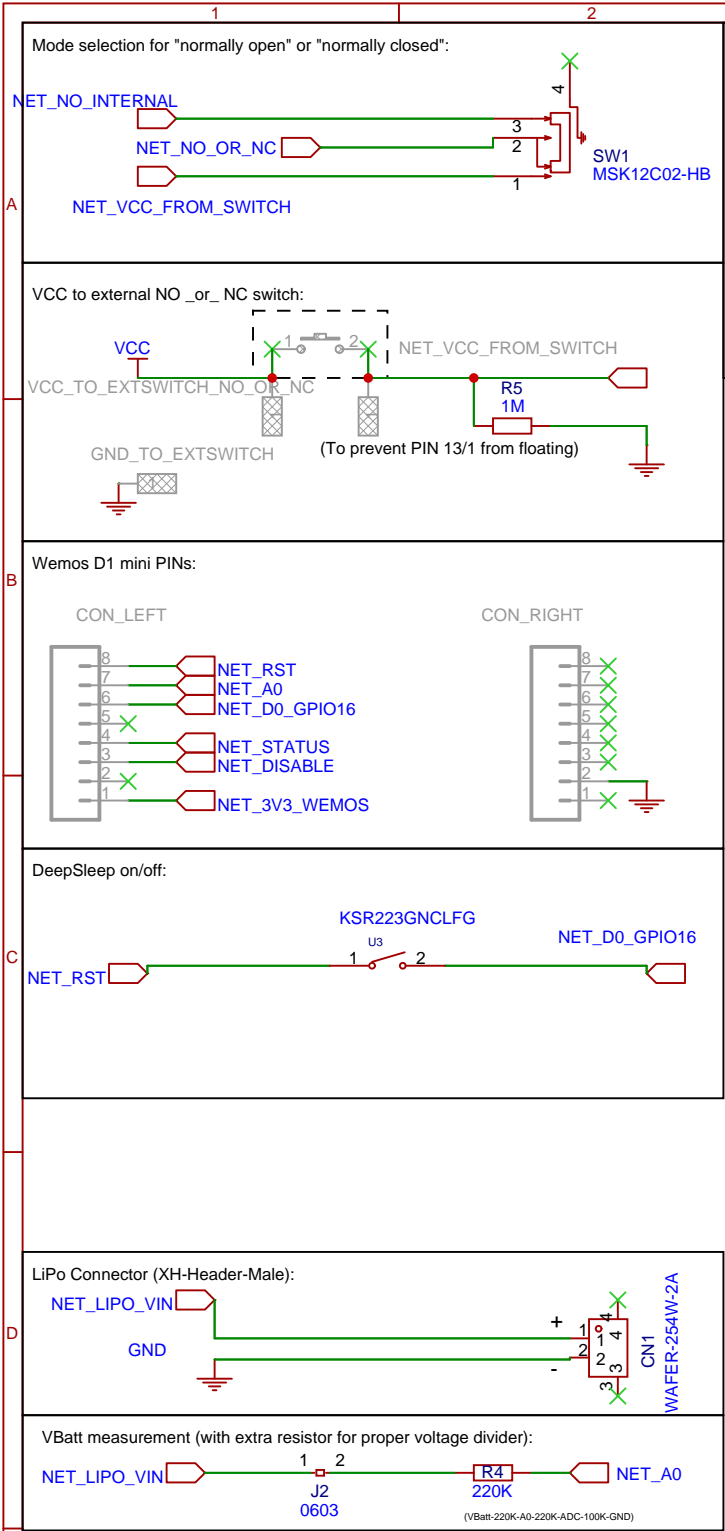 1
2
A
Mode selection for "normally open" or "normally closed":
4
NET_NO_INTERNAL
3
NET_NO_OR_NC
2
SW1
MSK12C02-HB
1
NET_VCC_FROM_SWITCH
VCC to external NO _or_ NC switch:
VCC
1
2
NET_VCC_FROM_SWITCH
VCC_TO_EXTSWITCH_NO_OR_NC
R5
1M
(To prevent PIN 13/1 from floating)
GND_TO_EXTSWITCH
B
Wemos D1 mini PINs:
CON_LEFT
CON_RIGHT
8
NET_RST
7
NET_A0
6
NET_D0_GPIO16
5
4
NET_STATUS
3
NET_DISABLE
2
1
NET_3V3_WEMOS
8
7
6
5
4
3
2
1
C
DeepSleep on/off:
KSR223GNCLFG
U3
1
2
NET_D0_GPIO16
NET_RST
D
LiPo Connector (XH-Header-Male):
NET_LIPO_VIN
GND
+
-
1
2
1
2
4
4
3
3
CN1
WAFER-254W-2A
VBatt measurement (with extra resistor for proper voltage divider):
NET_LIPO_VIN
1
2
J2
0603
R4
220K
NET_A0
(VBatt-220K-A0-220K-ADC-100K-GND)